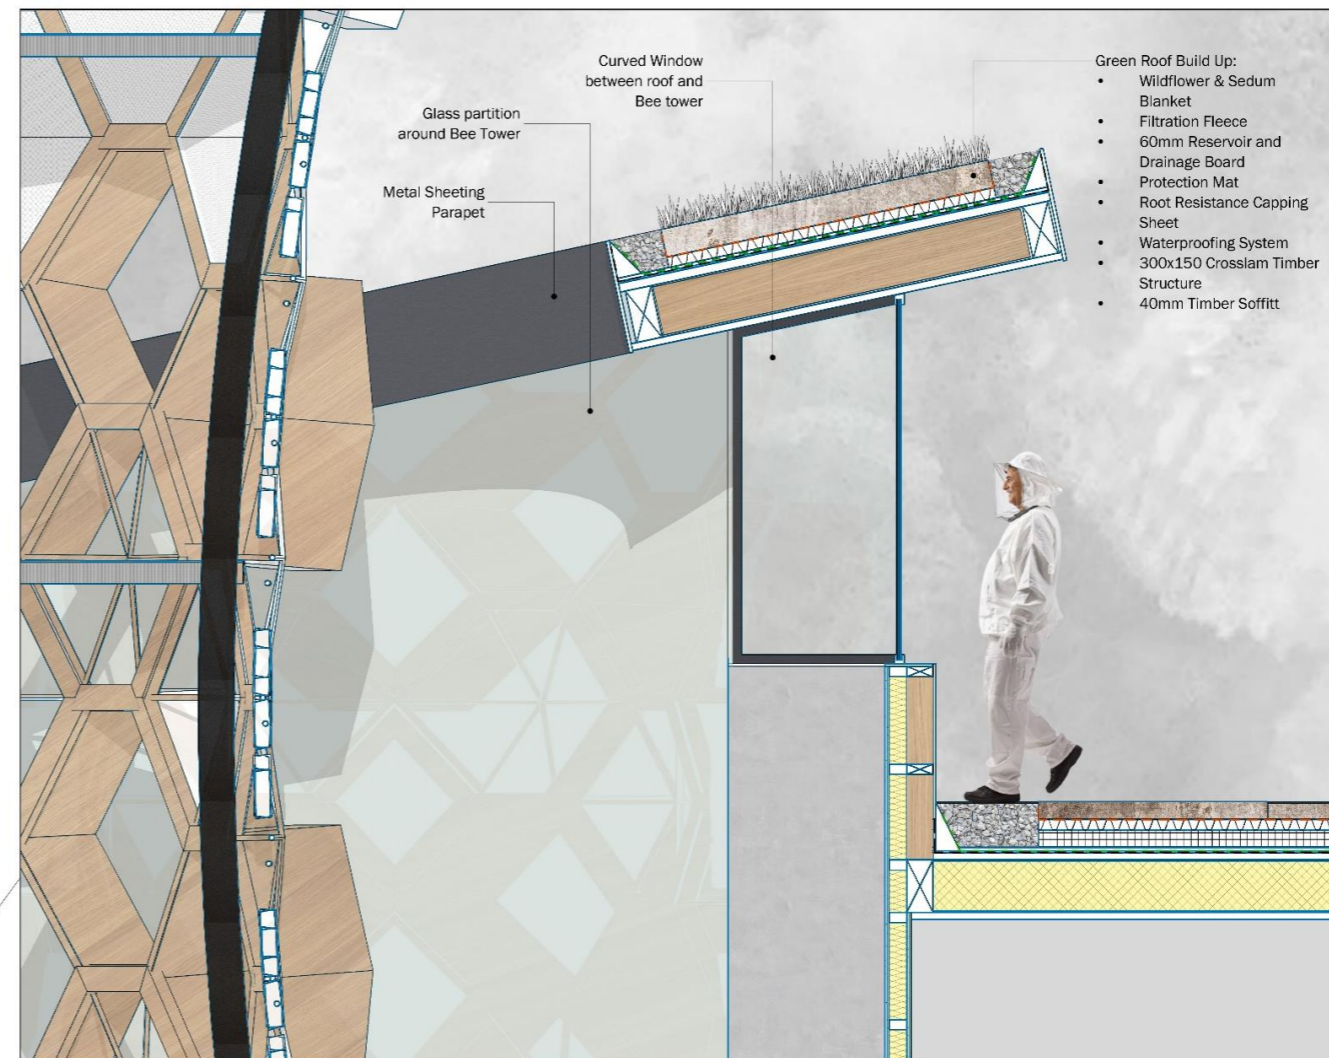 Curved Window
between roof and
Bee tower
Glass partition
around Bee Tower
Metal Sheeting
Parapet
Green Roof Build Up:
• Wildflower & Sedum
Blanket
• Filtration Fleece
• 60mm Reservoir and
Drainage Board
• Protection Mat
• Root Resistance Capping
Sheet
• Waterproofing System
• 300x150 Crosslam Timber
Structure
• 40mm Timber Soffitt